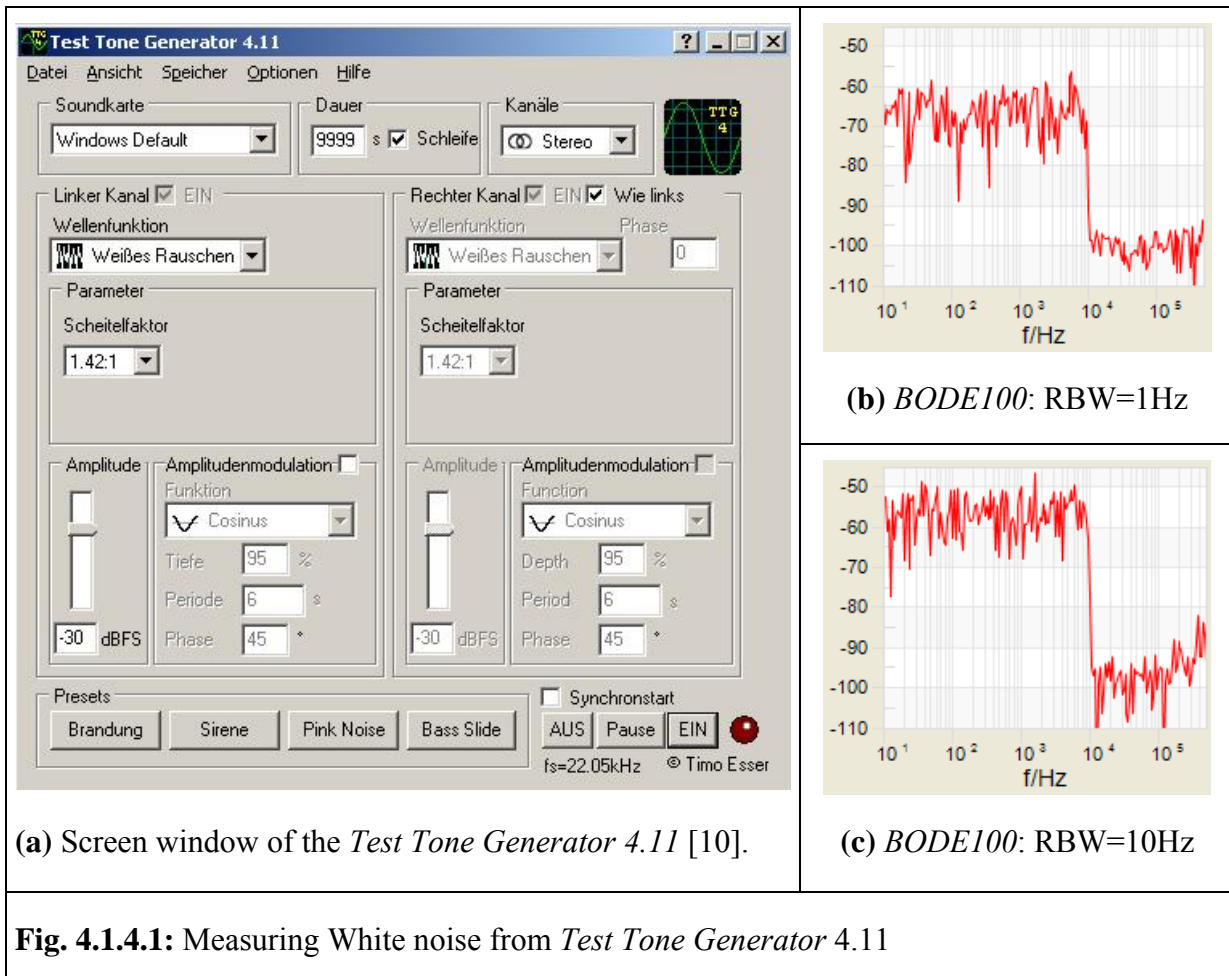 Test Tone Generator 4.11
Datei Ansicht Speicher Optionen Hilfe
Soundkarte Dauer Kanäle
Windows Default 9999 s Schleife Stereo TTG 4
Linker Kanal EIN Rechter Kanal EIN Wie links
Wellenfunktion Wellenfunktion Phase
Weißes Rauschen Weißes Rauschen 0
Parameter Parameter
Scheitelfaktor Scheitelfaktor
1.42:1 1.42:1
Amplitude Amplitudenmodulation Amplitude Amplitudenmodulation
Funktion Function
Cosinus Cosinus
Tiefe 95 % Depth 95 %
Periode 6 s Period 6 s
-30 dBFS Phase 45 ° -30 dBFS Phase 45 °
Presets Synchronstart
Brandung Sirene Pink Noise Bass Slide AUS Pause EIN
fs=22.05kHz © Timo Esser
(a) Screen window of the Test Tone Generator 4.11 [10].
-50
-60
-70
-80
-90
-100
-110
10 1 10 2 10 3 10 4 10 5
f/Hz
(b) BODE100: RBW=1Hz
-50
-60
-70
-80
-90
-100
-110
10 1 10 2 10 3 10 4 10 5
f/Hz
(c) BODE100: RBW=10Hz
Fig. 4.1.4.1: Measuring White noise from Test Tone Generator 4.11